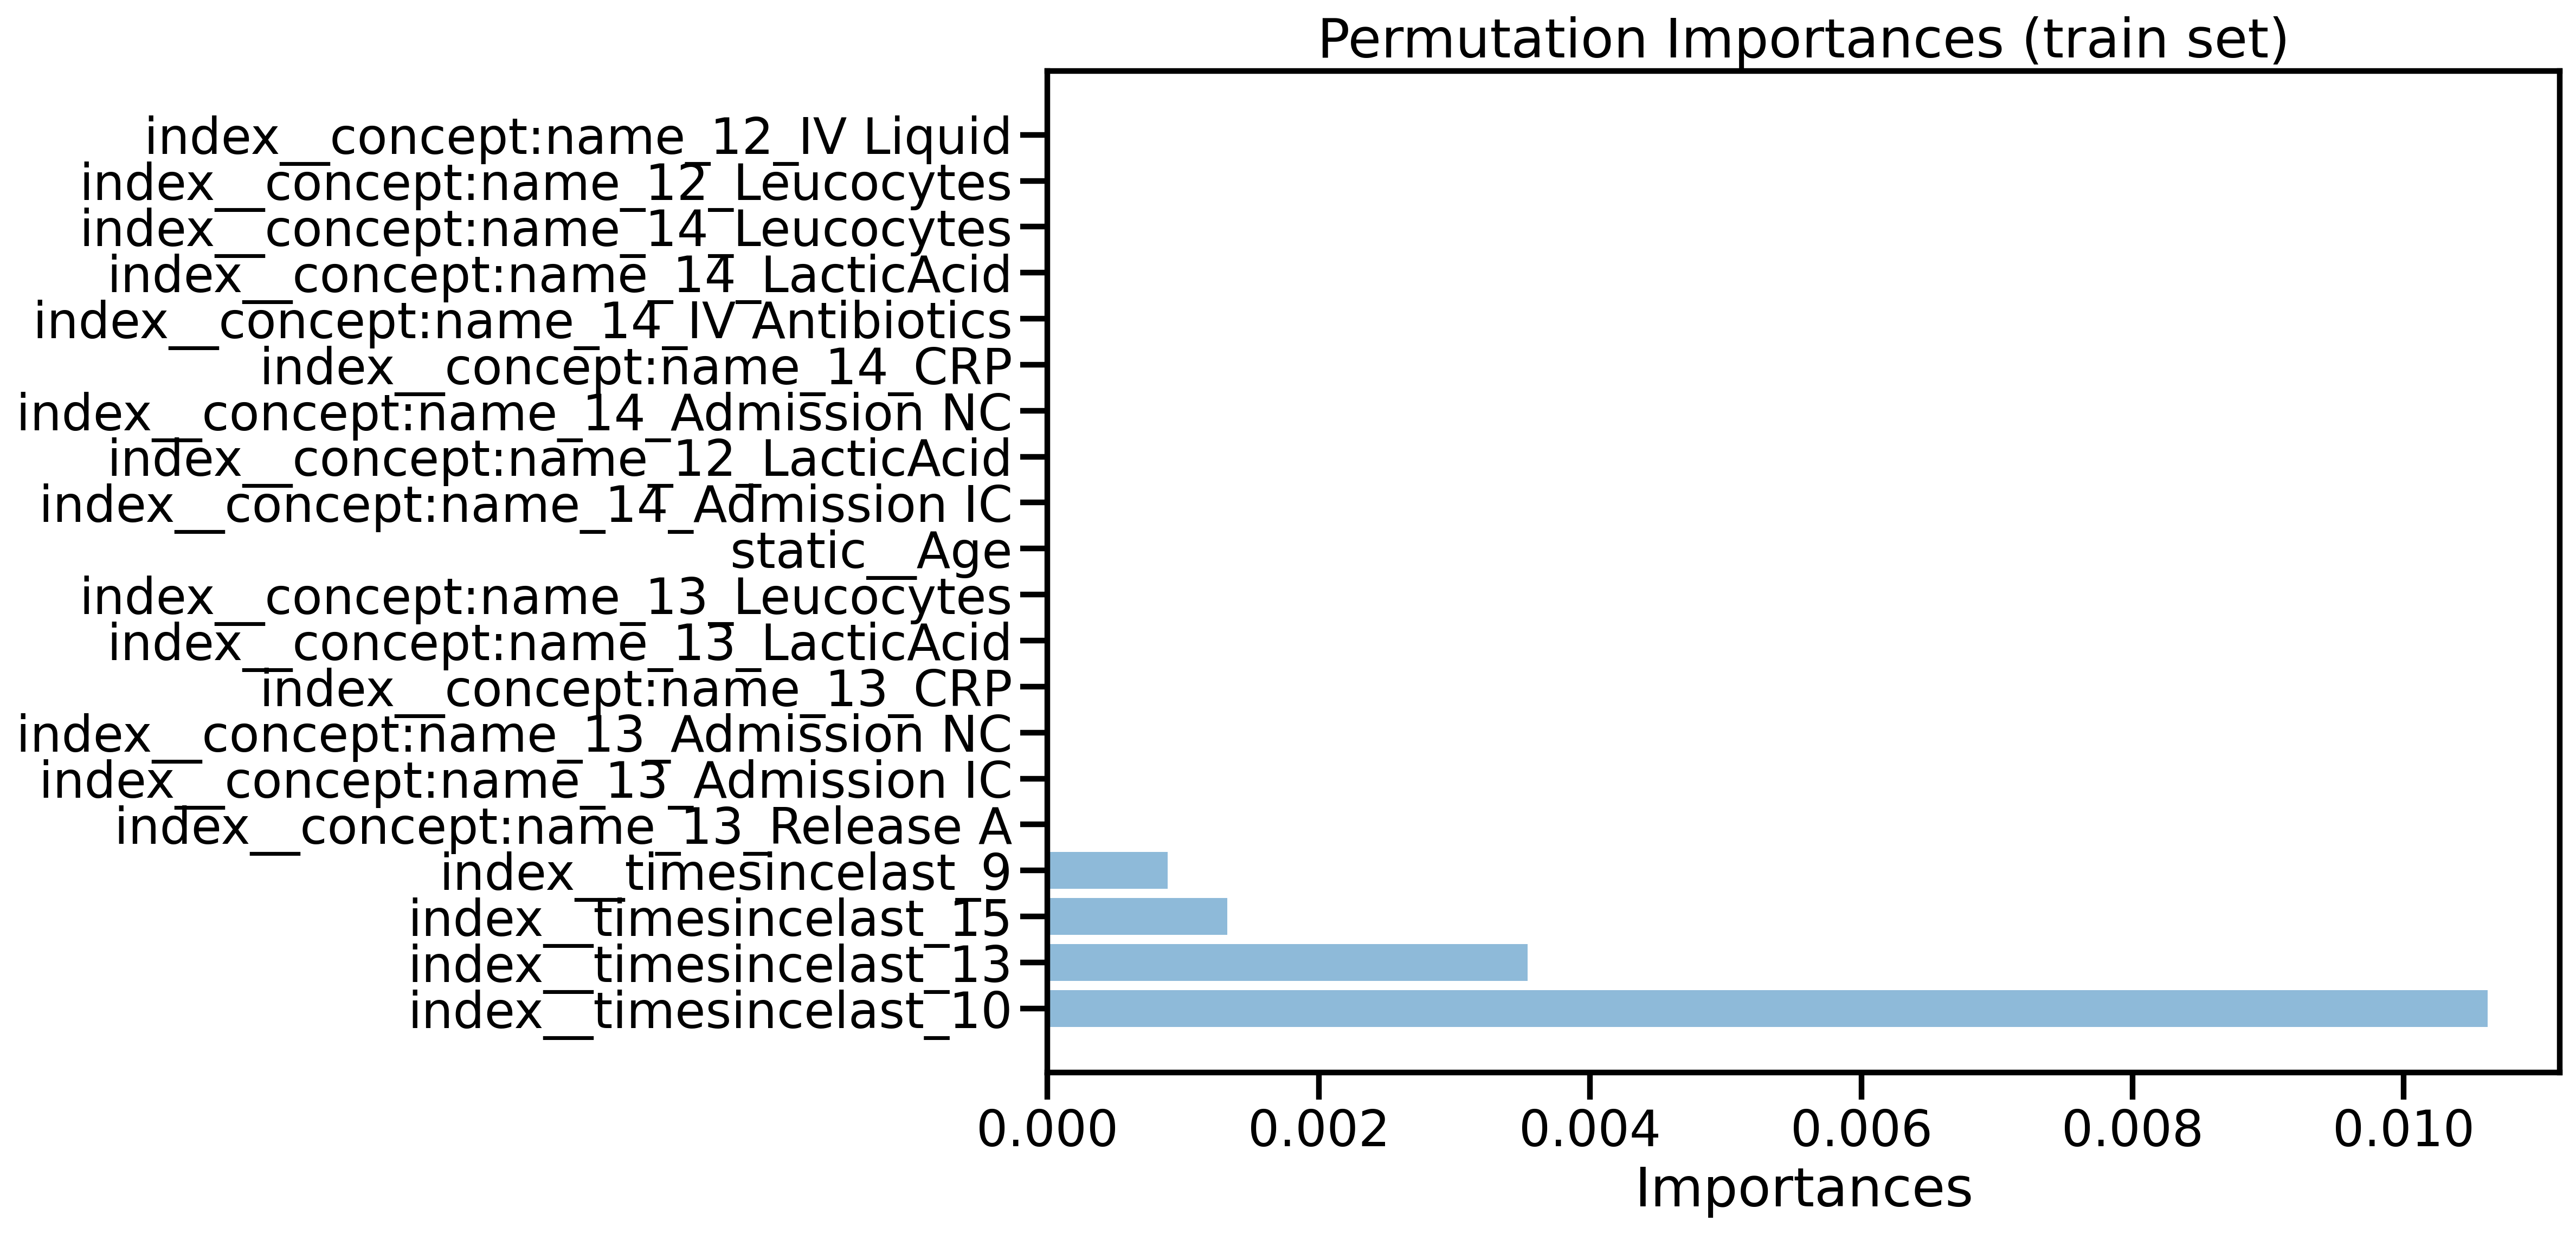 Permutation Importances (train set)
index__concept:name_12_IV Liquid
index__concept:name_12_Leucocytes
index__concept:name_14_Leucocytes
index__concept:name_14_LacticAcid
index__concept:name_14_IV Antibiotics
index__concept:name_14_CRP
index__concept:name_14_Admission NC
index__concept:name_12_LacticAcid
index__concept:name_14_Admission IC
static__Age
index__concept:name_13_Leucocytes
index__concept:name_13_LacticAcid
index__concept:name_13_CRP
index__concept:name_13_Admission NC
index__concept:name_13_Admission IC
index__concept:name_13_Release A
index__timesincelast_9
index__timesincelast_15
index__timesincelast_13
index__timesincelast_10
0.000 0.002 0.004 0.006 0.008 0.010
Importances